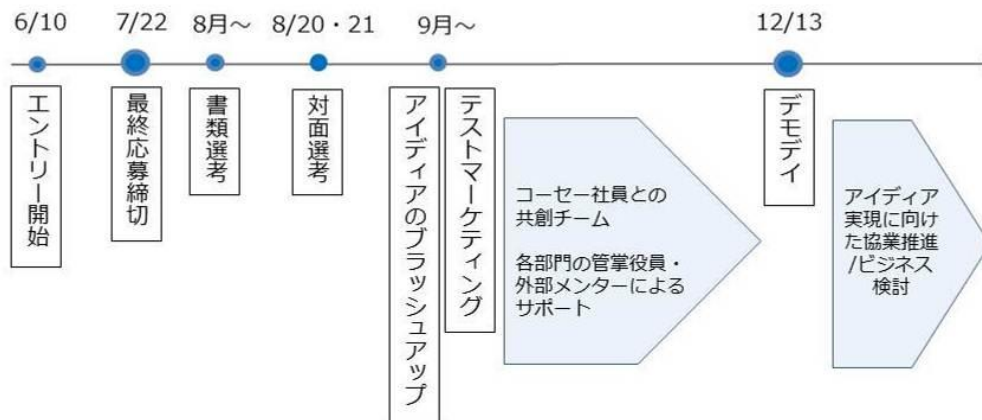 6/10
7/22
8月～
8/20・21
9月～
12/13
エントリー開始
最終応募締切
書類選考
対面選考
アイディアのブラッシュアップ
テストマーケティング
コーセー社員との
共創チーム
各部門の管掌役員・
外部メンターによる
サポート
デモデイ
アイディア
実現に向け
た協業推進
/ビジネス
検討